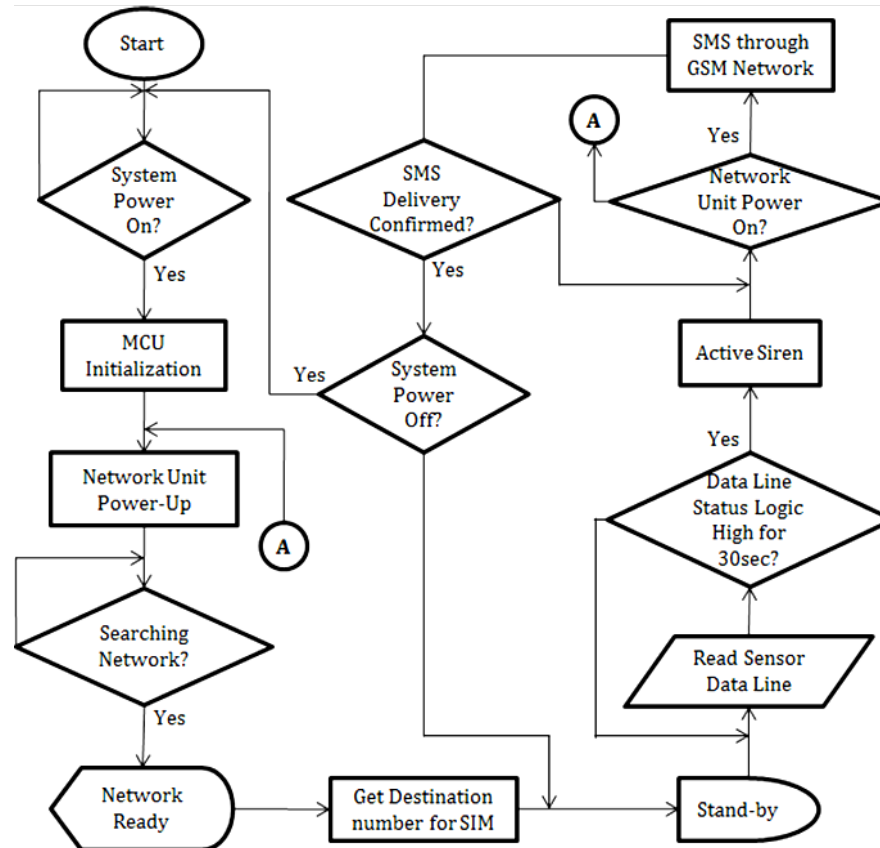 Start
System
Power
On?
Yes
MCU
Initialization
Network Unit
Power-Up
A
Searching
Network?
Yes
Network
Ready
Get Destination
number for SIM
Stand-by
Read Sensor
Data Line
Data Line
Status Logic
High for
30sec?
Yes
Active Siren
Network
Unit Power
On?
A
Yes
SMS through
GSM Network
SMS
Delivery
Confirmed?
Yes
System
Power
Off?
Yes